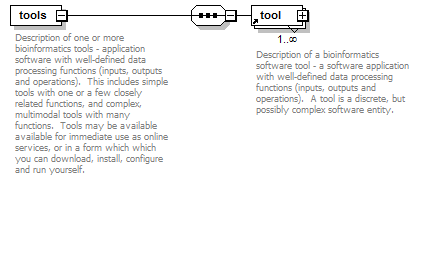 tools
tool
1..∞
Description of one or more
bioinformatics tools - application
software with well-defined data
processing functions (inputs, outputs
and operations).  This includes simple
tools with one or a few closely
related functions, and complex,
multimodal tools with many
functions.  Tools may be available
available for immediate use as online
services, or in a form which which
you can download, install, configure
and run yourself.
Description of a bioinformatics
software tool - a software application
with well-defined data processing
functions (inputs, outputs and
operations).  A tool is a discrete, but
possibly complex software entity.